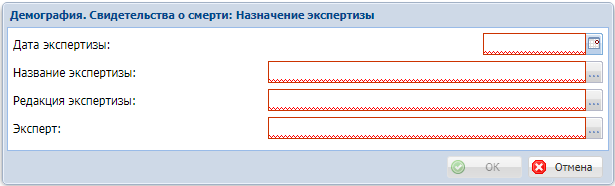 Демография. Свидетельства о смерти: Назначение экспертизы
Дата экспертизы:
Название экспертизы:
...
Редакция экспертизы:
...
Эксперт:
...
ОК Отмена